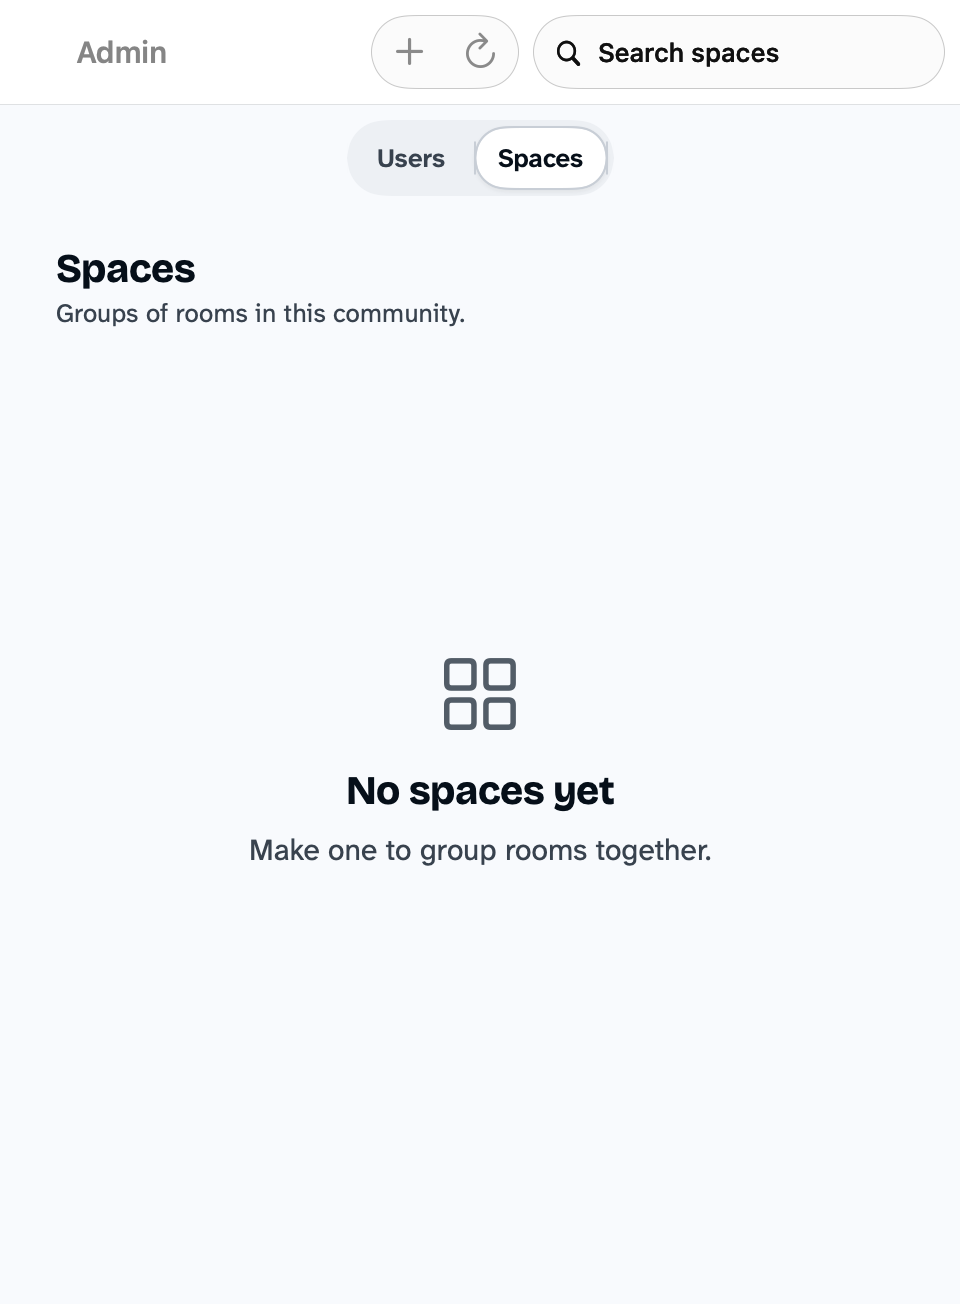 Admin
Search spaces
Users
Spaces
Spaces
Groups of rooms in this community.
No spaces yet
Make one to group rooms together.